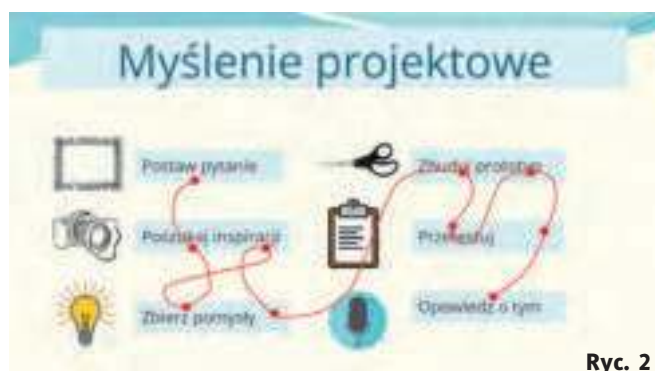 Myślenie projektowe
Postaw pytanie
Poszukaj inspiracji
Zbierz pomysły
Zbuduj prototyp
Przetestuj
Opowiedz o tym
Ryc. 2